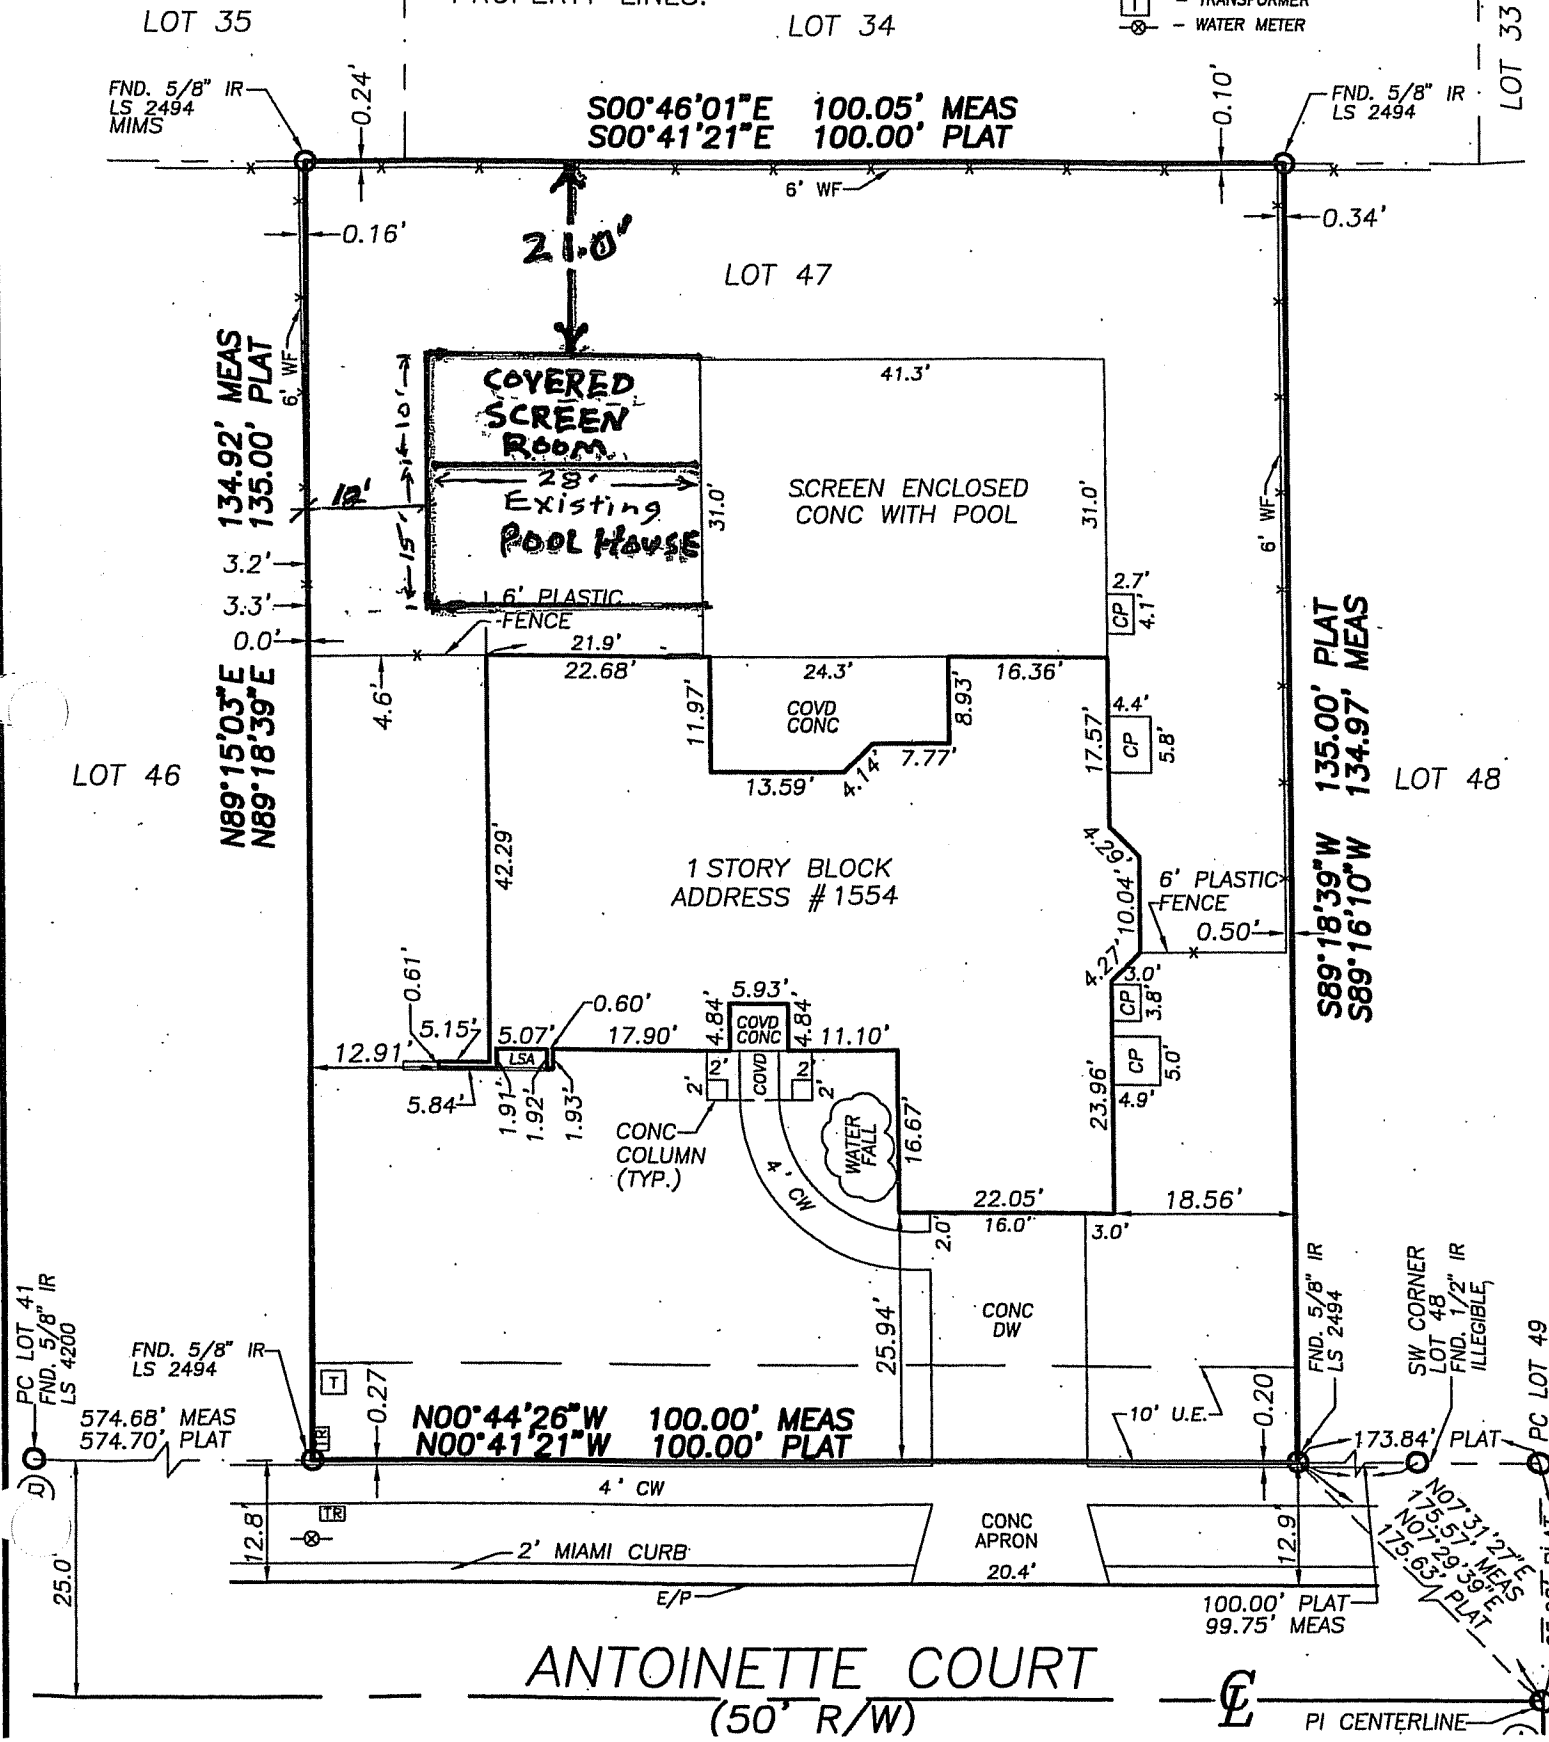 PROPERTY LINES.
T - TRANSFORMER
- WATER METER
LOT 35
LOT 34
LOT 33
FND. 5/8" IR
LS 2494
MIMS
0.24'
S00°46'01"E 100.05' MEAS
S00°41'21"E 100.00' PLAT
0.10'
FND. 5/8" IR
LS 2494
6' WF
0.16'
21.0'
0.34'
LOT 47
134.92' MEAS
135.00' PLAT
6' WF
COVERED
SCREEN
ROOM
10'
41.3'
28'
Existing
POOL HOUSE
12'
15'
31.0'
SCREEN ENCLOSED
CONC WITH POOL
31.0'
6' WF
3.2'
3.3'
0.0'
6' PLASTIC
FENCE
2.7'
CP
4.1'
21.9'
22.68'
24.3'
16.36'
4.6'
11.97'
COVD
CONC
8.93'
N89°15'03"E
N89°18'39"E
135.00' PLAT
134.97' MEAS
4.4'
CP
5.8'
17.57'
13.59'
4.14'
7.77'
LOT 46
LOT 48
42.29'
1 STORY BLOCK
ADDRESS #1554
4.29'
10.04'
4.27'
6' PLASTIC
FENCE
0.50'
S89°18'39"W
S89°16'10"W
3.0'
CP
3.8'
0.61'
5.15'
5.07'
0.60'
17.90'
4.84'
5.93'
COVD
CONC
4.84'
11.10'
12.91'
LSA
2'
2'
COVD
2'
2'
CP
5.0'
4.9'
5.84'
1.91'
1.92'
1.93'
CONC
COLUMN
(TYP.)
4' CW
WATER
FALL
16.67'
23.96'
22.05'
16.0'
2.0'
3.0'
18.56'
25.94'
CONC
DW
PC LOT 41
FND. 5/8" IR
LS 4200
FND. 5/8" IR
LS 2494
T
0.27
574.68' MEAS
574.70' PLAT
TR
N00°44'26"W 100.00' MEAS
N00°41'21"W 100.00' PLAT
10' U.E.
0.20'
FND. 5/8" IR
LS 2494
SW CORNER
LOT 48
FND. 1/2" IR
ILLEGIBLE
PC LOT 49
173.84' PLAT
4' CW
TR
12.8'
2' MIAMI CURB
CONC
APRON
20.4'
12.9'
N07°31'27"E
175.57' MEAS
N07°29'39"E
175.63' PLAT
25.0'
E/P
100.00' PLAT
99.75' MEAS
ANTOINETTE COURT
(50' R/W)
CL
PI CENTERLINE